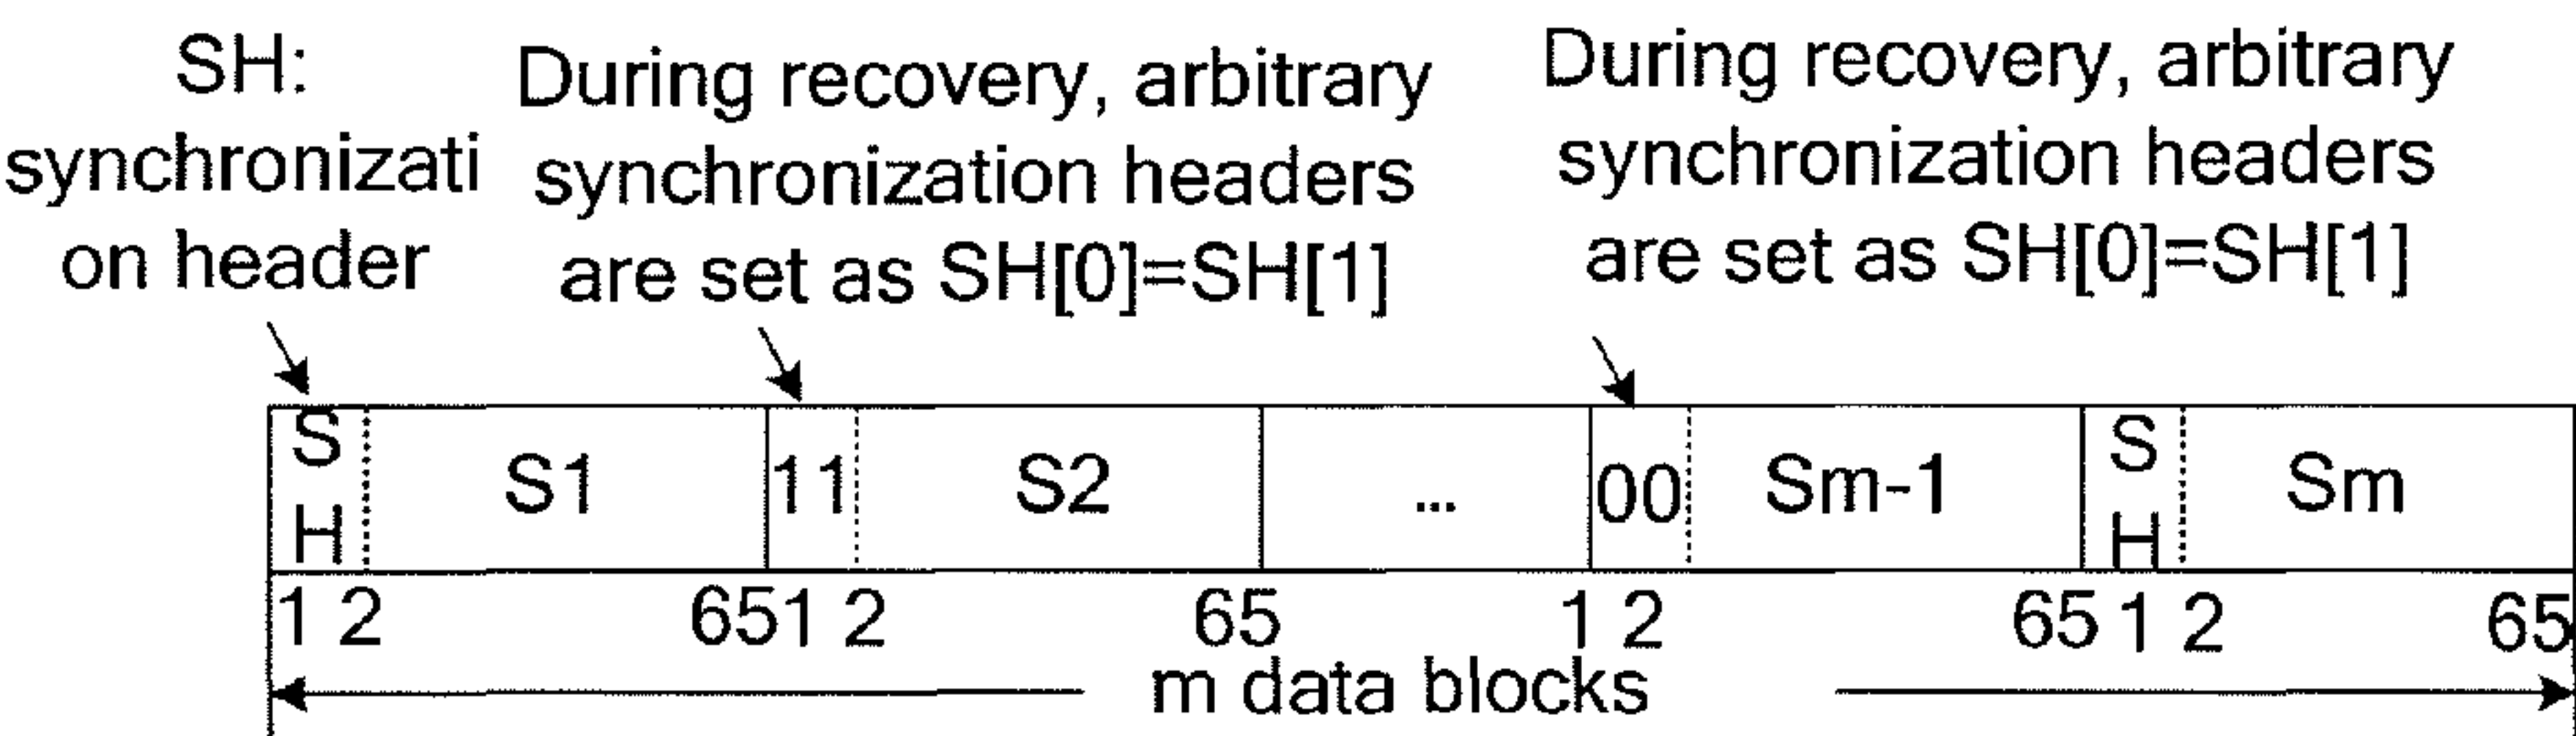 SH:
synchronizati
on header
During recovery, arbitrary
synchronization headers
are set as SH[0]=SH[1]
During recovery, arbitrary
synchronization headers
are set as SH[0]=SH[1]
S
H
S1
11
S2
...
00
Sm-1
S
H
Sm
1 2
65 1 2
65
1 2
65 1 2
65
m data blocks